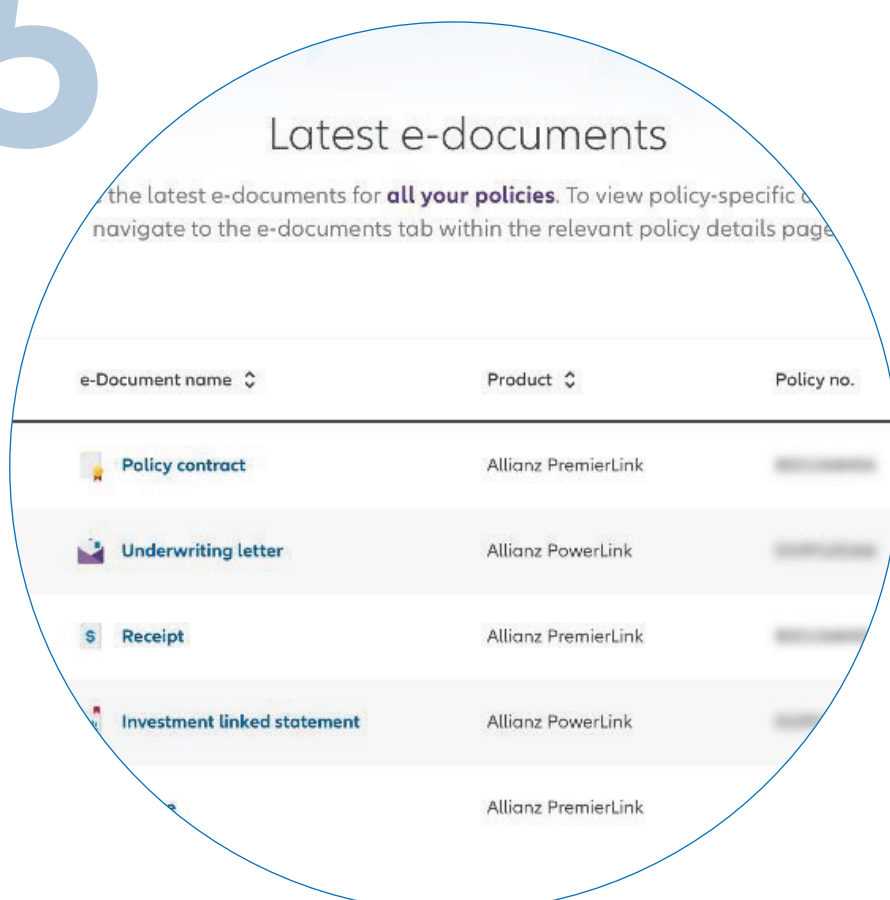 6
Latest e-documents
the latest e-documents for all your policies. To view policy-specific
navigate to the e-documents tab within the relevant policy details page
e-Document name Product Policy no.
Policy contract Allianz PremierLink
Underwriting letter Allianz PowerLink
$ Receipt Allianz PremierLink
Investment linked statement Allianz PowerLink
Allianz PremierLink